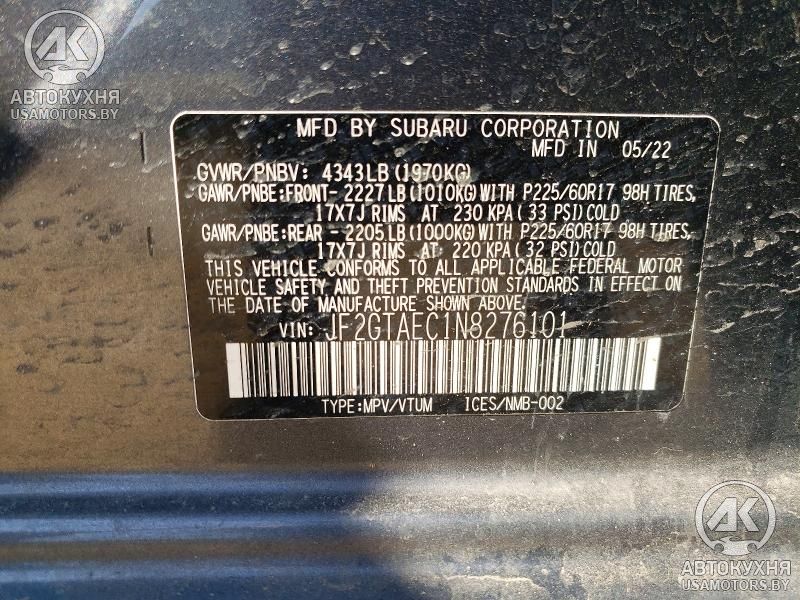 AK
АВТОКУХНЯ
USAMOTORS.BY
MFD BY SUBARU CORPORATION
MFD IN 05/22
GVWR/PNBV: 4343LB(1970KG)
GAWR/PNBE:FRONT- 2227LB(1010KG)WITH P225/60R17 98H TIRES,
17X7J RIMS AT 230 KPA( 33 PSI)COLD
GAWR/PNBE:REAR - 2205LB(1000KG)WITH P225/60R17 98H TIRES,
17X7J RIMS AT 220 KPA( 32 PSI)COLD
THIS VEHICLE CONFORMS TO ALL APPLICABLE FEDERAL MOTOR
VEHICLE SAFETY AND THEFT PREVENTION STANDARDS IN EFFECT ON
THE DATE OF MANUFACTURE SHOWN ABOVE.
VIN: JF2GTAEC1N8276101
TYPE:MPV/VTUM ICES/NMB-002
AK
АВТОКУХНЯ
USAMOTORS.BY